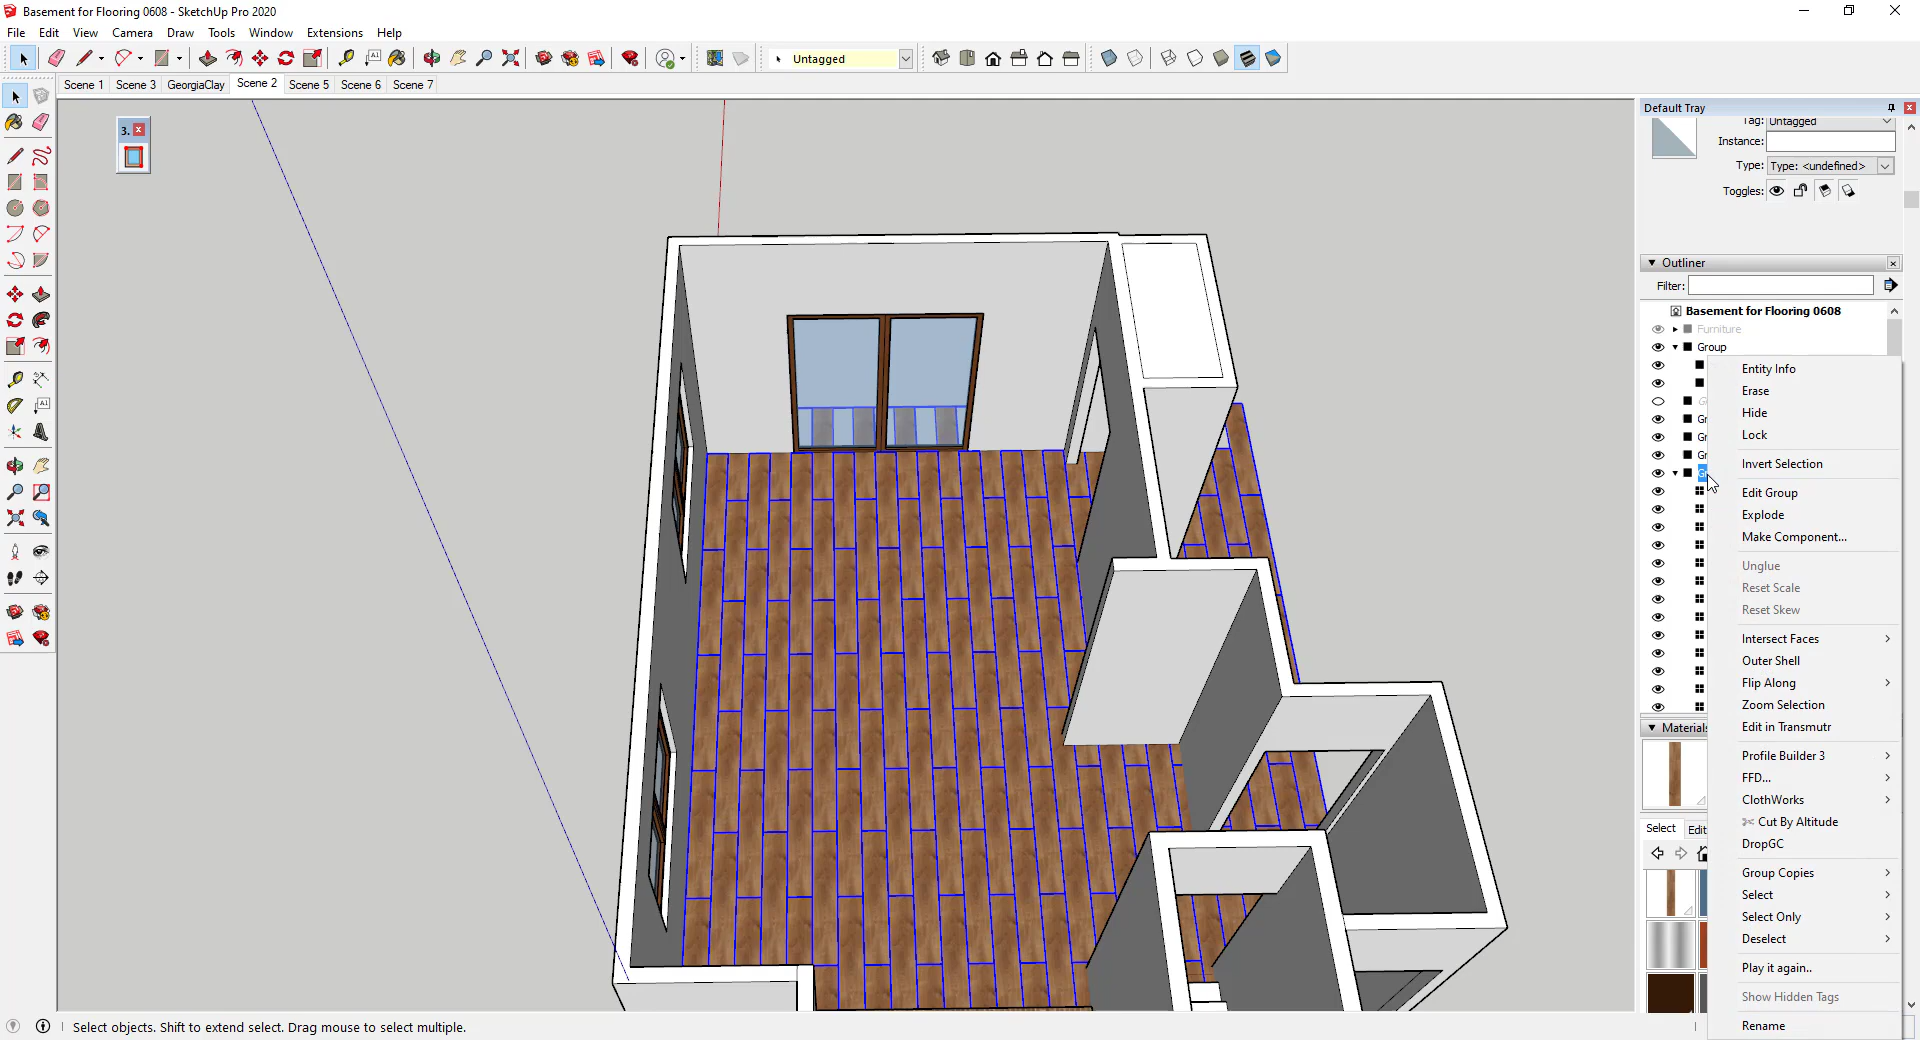 Basement for Flooring 0608 - SketchUp Pro 2020
File Edit View Camera Draw Tools Window Extensions Help
Untagged
Scene 1 Scene 3 GeorgiaClay Scene 2 Scene 5 Scene 6 Scene 7
3.
Default Tray
Tag: Untagged
Instance:
Type: Type: <undefined>
Toggles:
Outliner
Filter:
Basement for Flooring 0608
Furniture
Group
Entity Info
Erase
Hide
Lock
Invert Selection
Edit Group
Explode
Make Component...
Unglue
Reset Scale
Reset Skew
Intersect Faces
Outer Shell
Flip Along
Zoom Selection
Edit in Transmutr
Profile Builder 3
FFD...
ClothWorks
Cut By Altitude
DropGC
Group Copies
Select
Select Only
Deselect
Play it again..
Show Hidden Tags
Rename
Materials
Select Edit
Select objects. Shift to extend select. Drag mouse to select multiple.